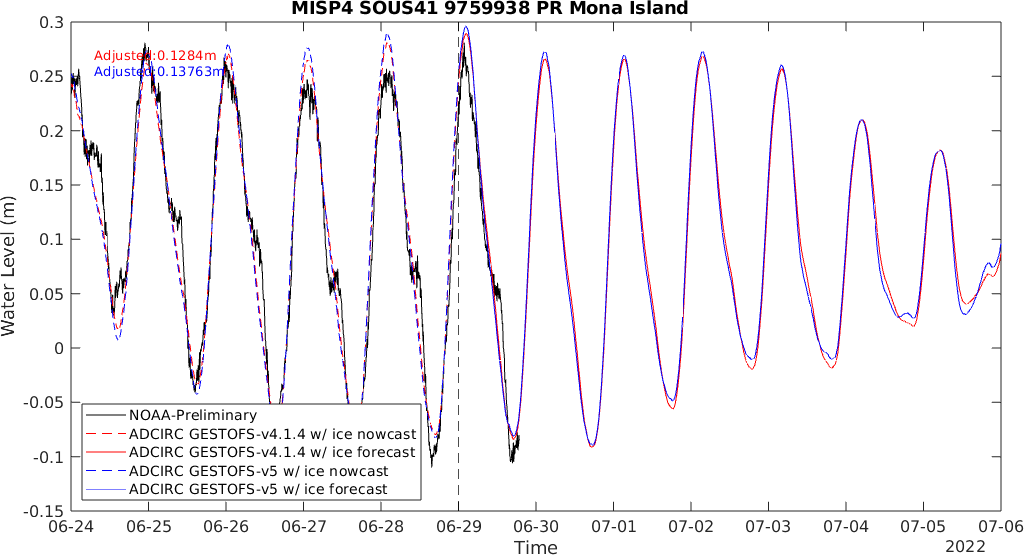 MISP4 SOUS41 9759938 PR Mona Island
Adjusted:0.1284m
Adjusted:0.13763m
Water Level (m)
0.3
0.25
0.2
0.15
0.1
0.05
0
-0.05
-0.1
-0.15
NOAA-Preliminary
ADCIRC GESTOFS-v4.1.4 w/ ice nowcast
ADCIRC GESTOFS-v4.1.4 w/ ice forecast
ADCIRC GESTOFS-v5 w/ ice nowcast
ADCIRC GESTOFS-v5 w/ ice forecast
06-24 06-25 06-26 06-27 06-28 06-29 06-30 07-01 07-02 07-03 07-04 07-05 07-06
Time
2022